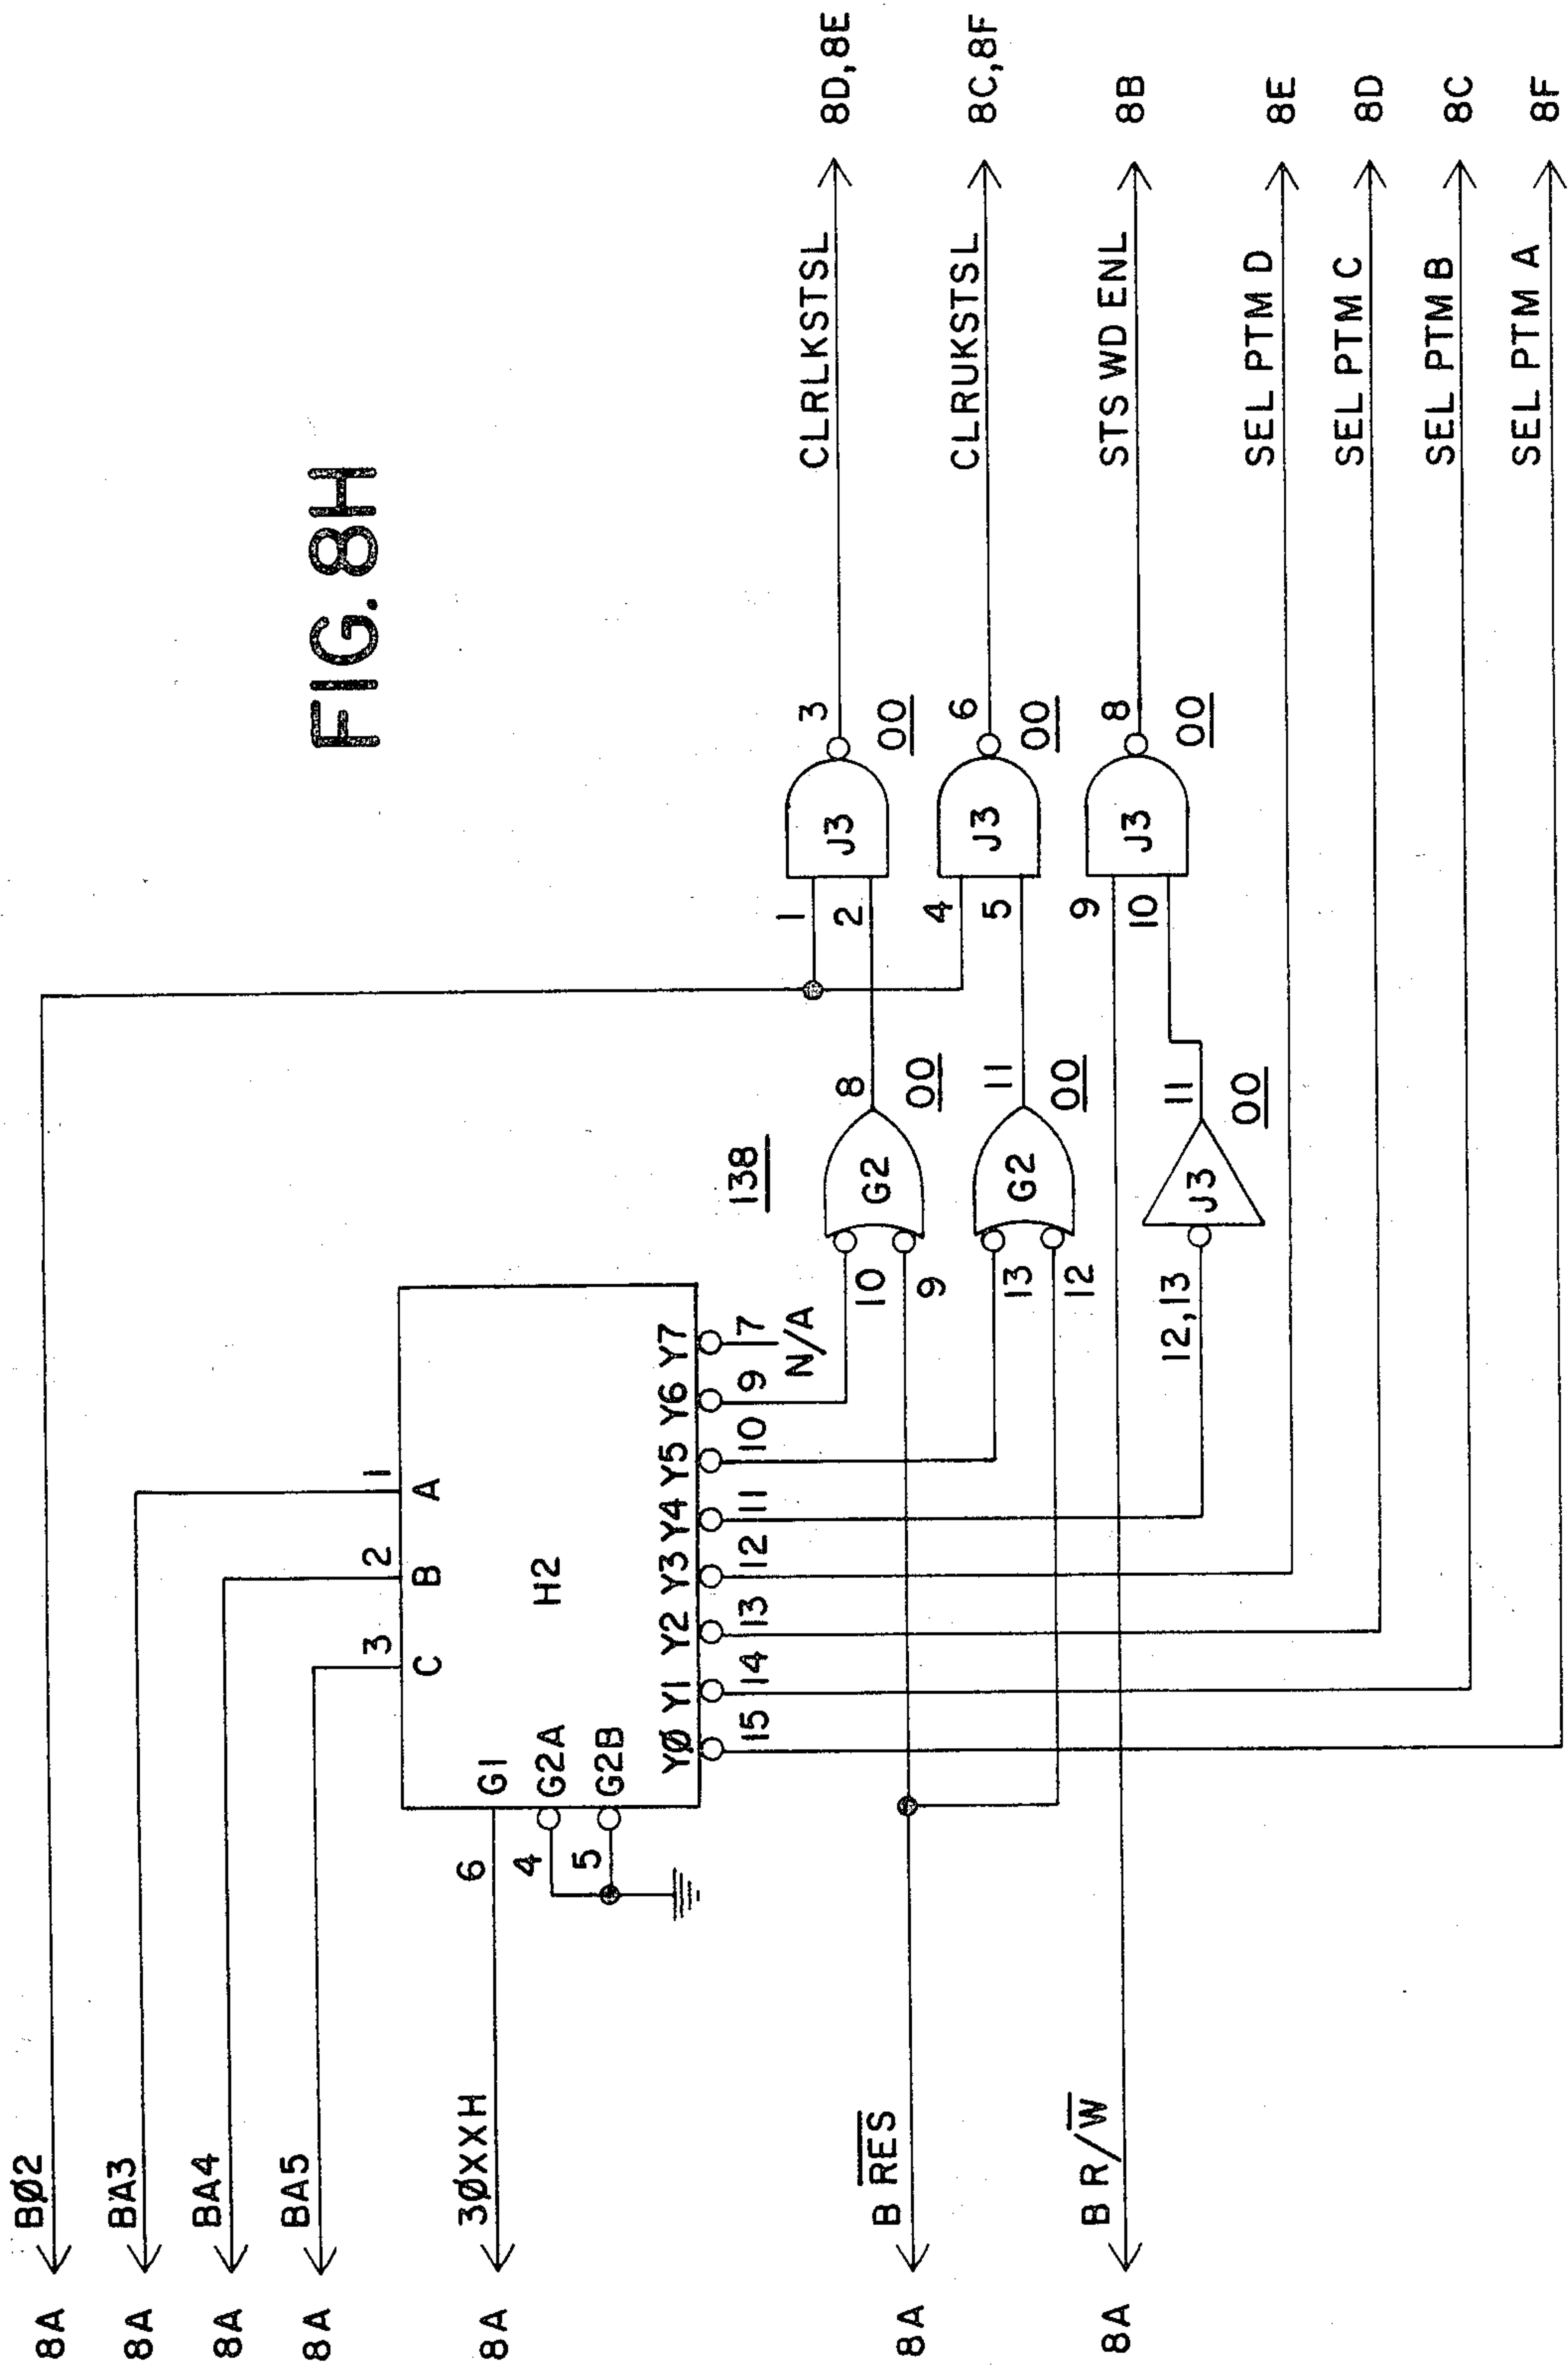 FIG. 8H
8A BØ2
8A BA3
8A BA4
8A BA5
8A 3ØXXH
8A B RES
8A B R/W
6 G1
4 G2A
5 G2B
3 C
2 B
1 A
H2
YØ Y1 Y2 Y3 Y4 Y5 Y6 Y7
15 14 13 12 11 10 9 7
N/A
138
10
9
G2
8
00
13
12
G2
11
00
12,13
J3
11
00
1
2
J3
3
00
4
5
J3
6
00
9
10
J3
8
00
CLRLKSTSL 8D,8E
CLRUKSTSL 8C,8F
STS WD ENL 8B
SEL PTM D 8E
SEL PTM C 8D
SEL PTM B 8C
SEL PTM A 8F